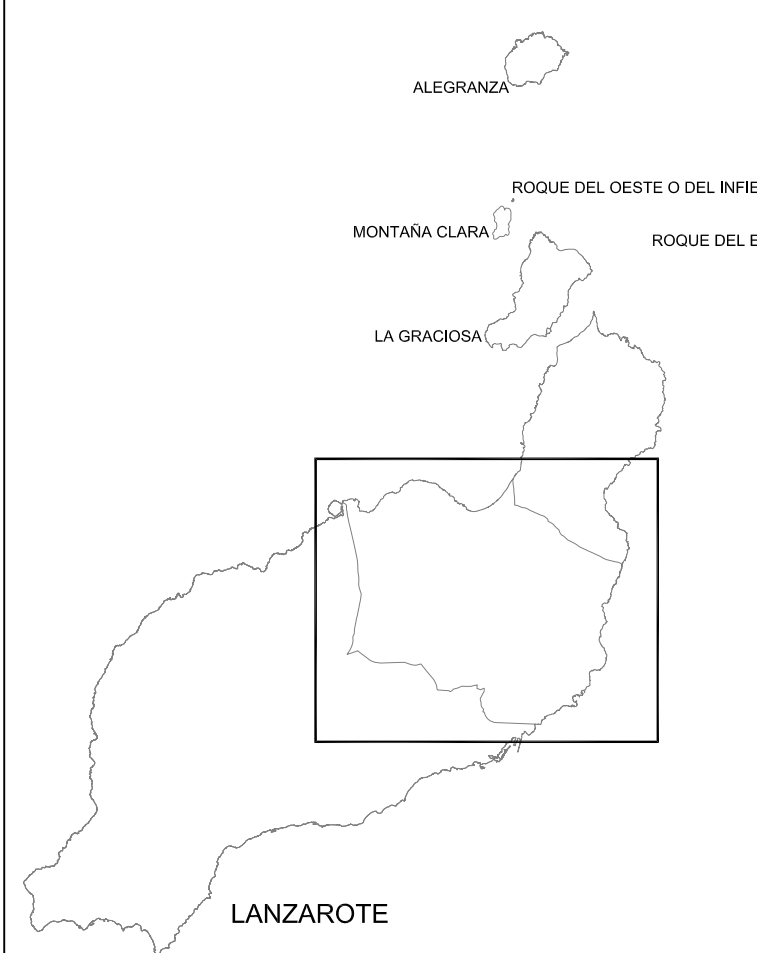 ALEGRANZA
ROQUE DEL OESTE O DEL INFIE
MONTAÑA CLARA
ROQUE DEL E
LA GRACIOSA
LANZAROTE